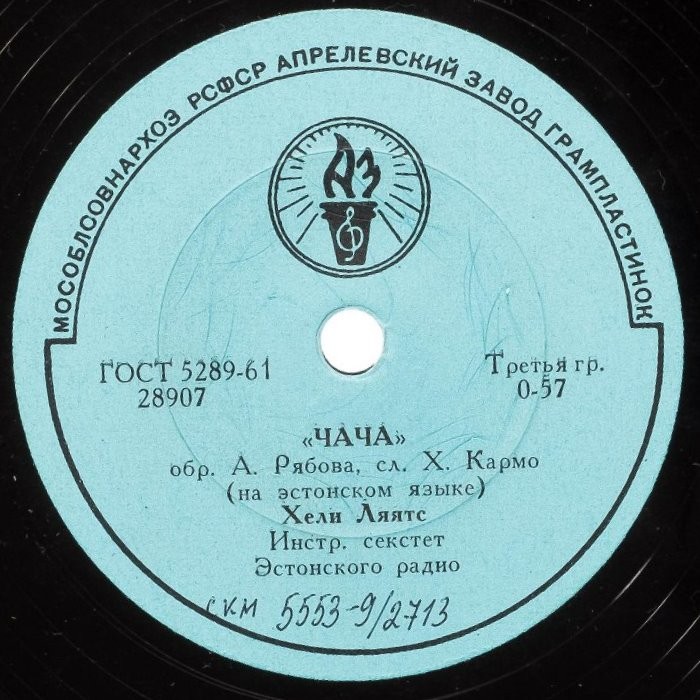 МОСОБЛСОВНАРХОЗ РСФСР АПРЕЛЕВСКИЙ ЗАВОД ГРАМПЛАСТИНОК
АЗ
ГОСТ 5289-61
28907
Третья гр.
0-57
«ЧАЧА»
обр. А. Рябова, сл. Х. Кармо
(на эстонском языке)
Хели Ляятс
Инстр. секстет
Эстонского радио
СКМ 5553-9/2713